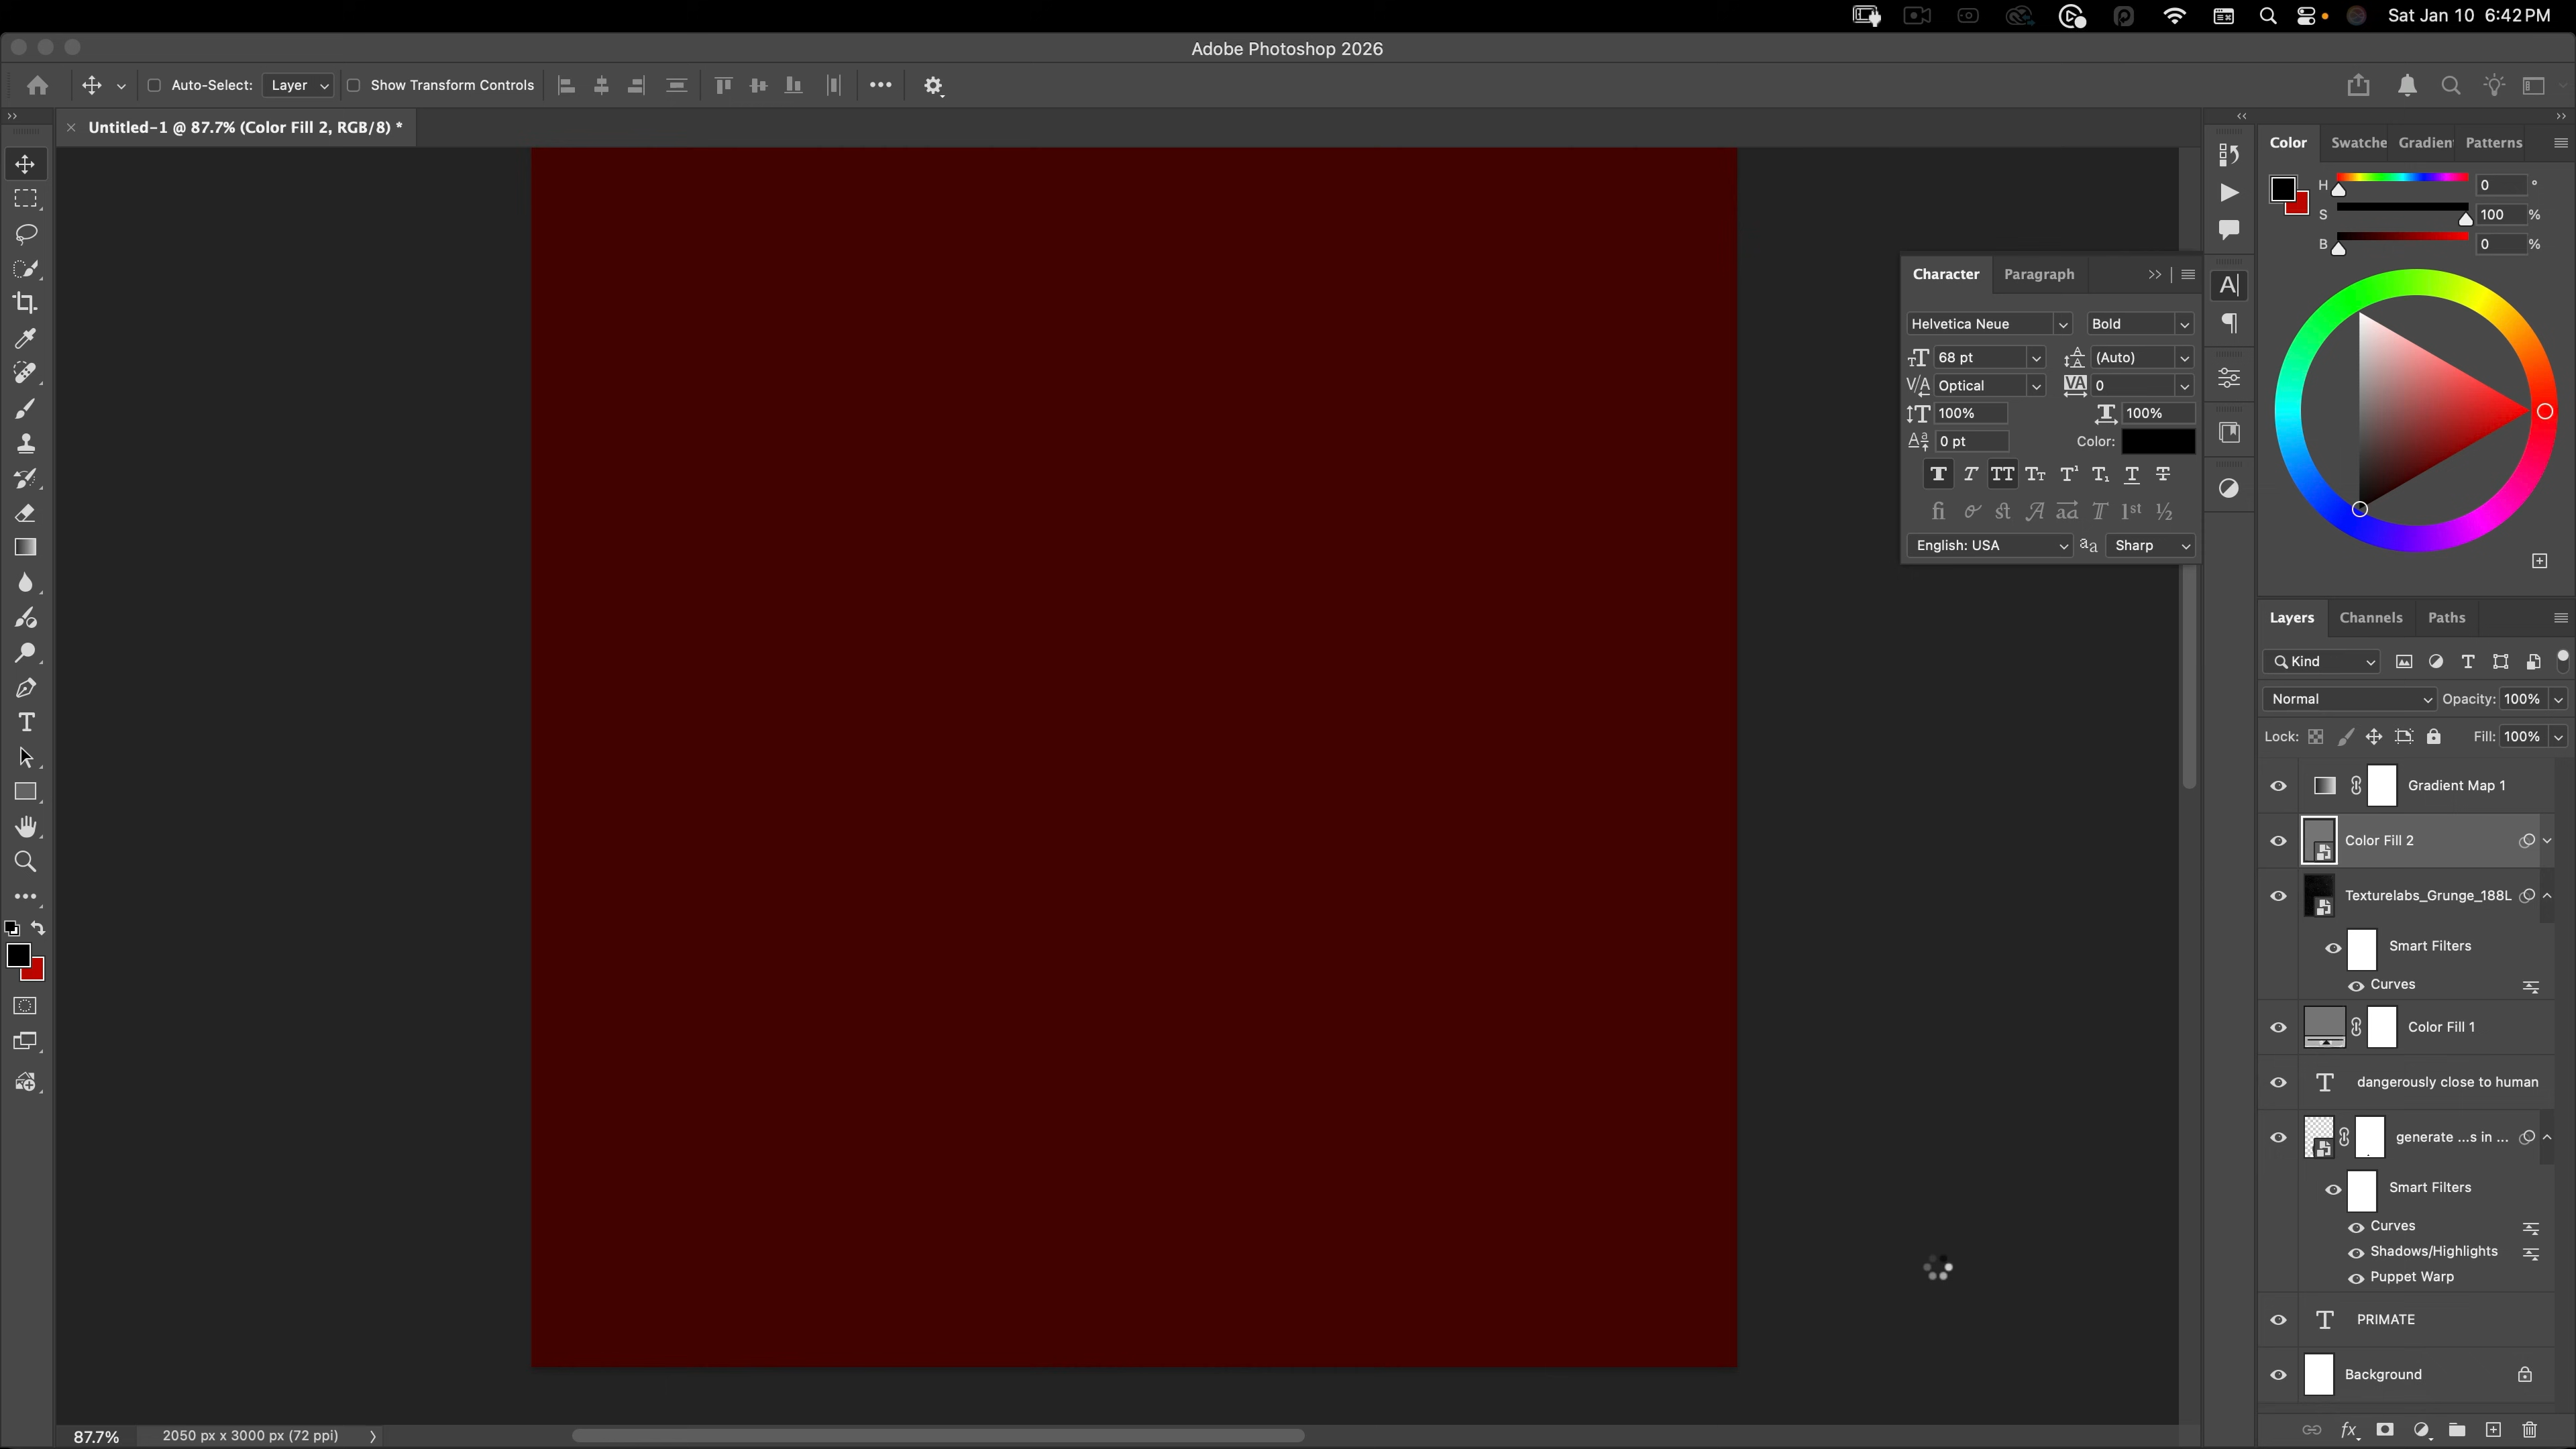 Sat Jan 10 6:42 PM
Adobe Photoshop 2026
Auto-Select: Layer Show Transform Controls
Untitled-1 @ 87.7% (Color Fill 2, RGB/8) *
Color Swatche Gradien Patterns
H 0 °
S 100 %
B 0 %
Character Paragraph
Helvetica Neue Bold
68 pt (Auto)
Optical 0
100% 100%
0 pt Color:
English: USA Sharp
Layers Channels Paths
Kind
Normal Opacity: 100%
Lock: Fill: 100%
Gradient Map 1
Color Fill 2
Texturelabs_Grunge_188L
Smart Filters
Curves
Color Fill 1
dangerously close to human
generate ...s in ...
Smart Filters
Curves
Shadows/Highlights
Puppet Warp
PRIMATE
Background
87.7% 2050 px x 3000 px (72 ppi)